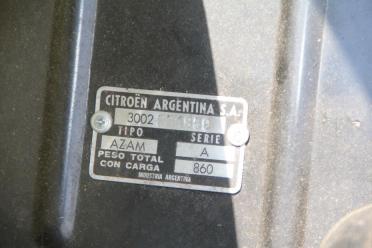 CITROËN ARGENTINA S.A.
3002
TIPO SERIE
AZAM A
PESO TOTAL
CON CARGA 860
INDUSTRIA ARGENTINA